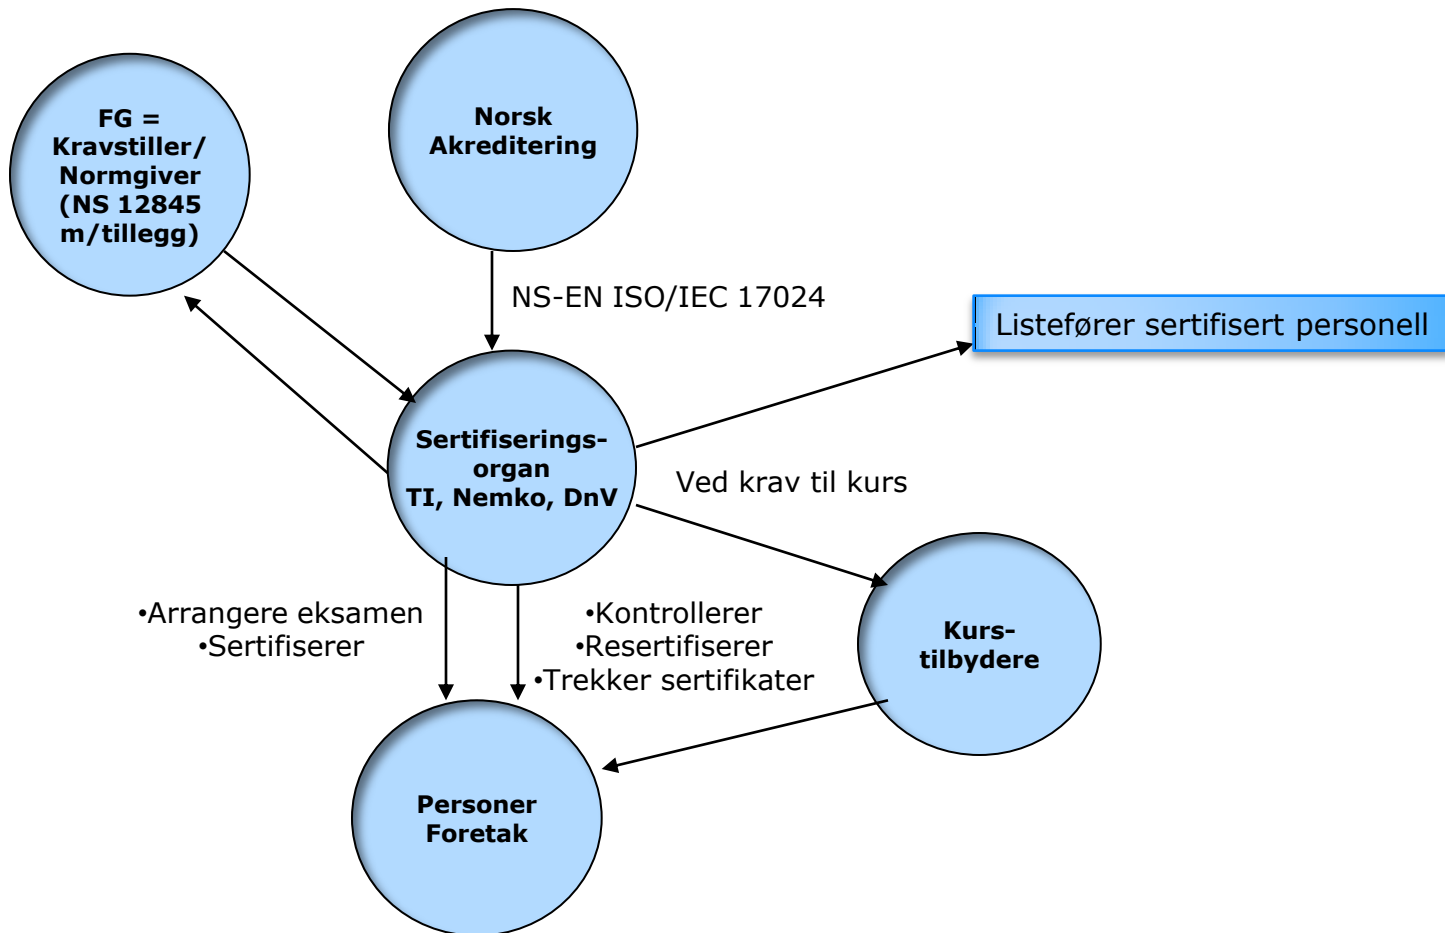 FG =
Kravstiller/
Normgiver
(NS 12845
m/tillegg)
Norsk
Akreditering
NS-EN ISO/IEC 17024
Listefører sertifisert personell
Sertifiserings-
organ
TI, Nemko, DnV
Ved krav til kurs
•Arrangere eksamen
•Sertifiserer
•Kontrollerer
•Resertifiserer
•Trekker sertifikater
Kurs-
tilbydere
Personer
Foretak